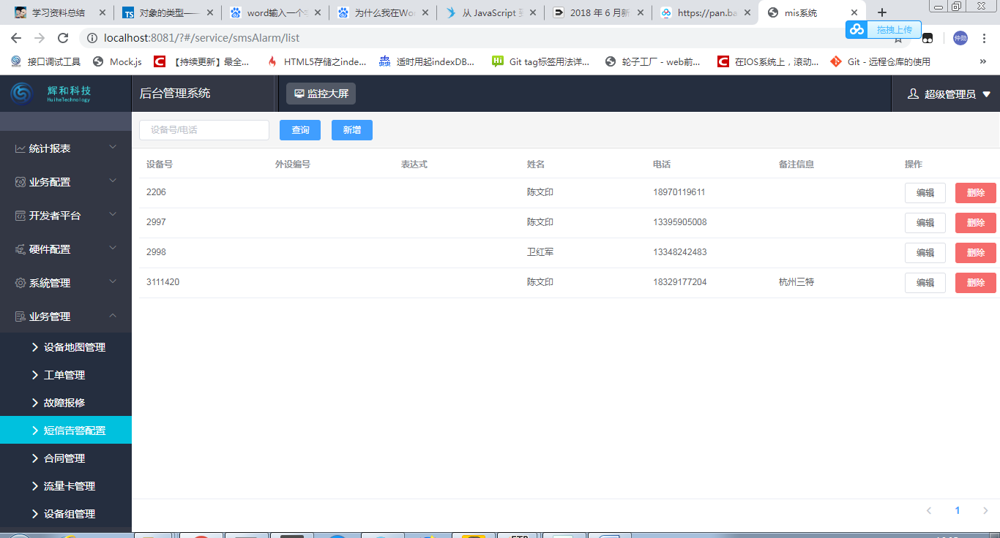 学习资料总结
对象的类型——
word输入一个
为什么我在Wo
从 JavaScript
2018 年 6 月新
https://pan.ba
mis系统
localhost:8081/?#/service/smsAlarm/list
拖拽上传
仲勋
接口调试工具
Mock.js
【持续更新】最全...
HTML5存储之inde...
适时用起indexDB...
Git tag标签用法详...
轮子工厂 - web前...
在IOS系统上，滚动...
Git - 远程仓库的使用
辉和科技
HuiheTechnology
后台管理系统
监控大屏
超级管理员
统计报表
业务配置
开发者平台
硬件配置
系统管理
业务管理
设备地图管理
工单管理
故障报修
短信告警配置
合同管理
流量卡管理
设备组管理
设备号/电话 查询 新增
设备号 外设编号 表达式 姓名 电话 备注信息 操作
2206 陈文印 18970119611 编辑 删除
2997 陈文印 13395905008 编辑 删除
2998 卫红军 13348242483 编辑 删除
3111420 陈文印 18329177204 杭州三特 编辑 删除
1